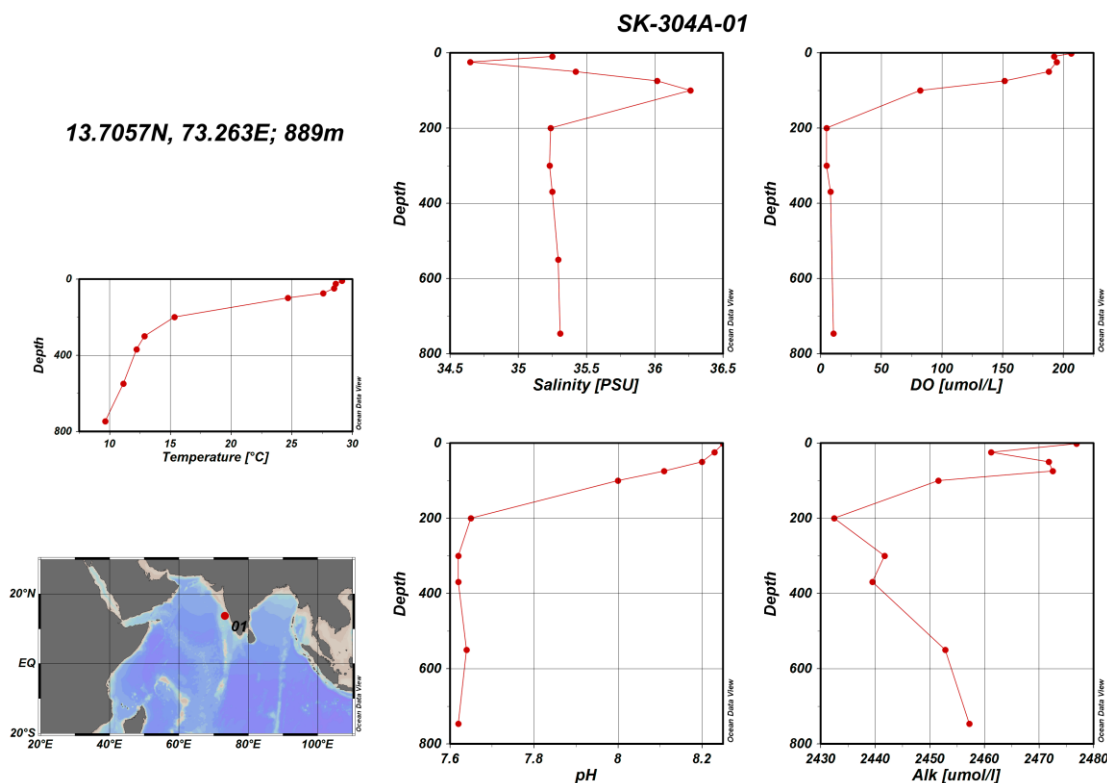 SK-304A-01
13.7057N, 73.263E; 889m
0
200
400
600
800
Depth
34.5 35 35.5 36 36.5
Salinity [PSU]
Ocean Data View
0
200
400
600
800
Depth
0 50 100 150 200
DO [umol/L]
Ocean Data View
0
400
800
Depth
10 15 20 25 30
Temperature [°C]
Ocean Data View
0
200
400
600
800
Depth
7.6 7.8 8 8.2
pH
Ocean Data View
0
200
400
600
800
Depth
2430 2440 2450 2460 2470 2480
Alk [umol/l]
Ocean Data View
20°N
EQ
20°S
01
20°E 40°E 60°E 80°E 100°E
Ocean Data View